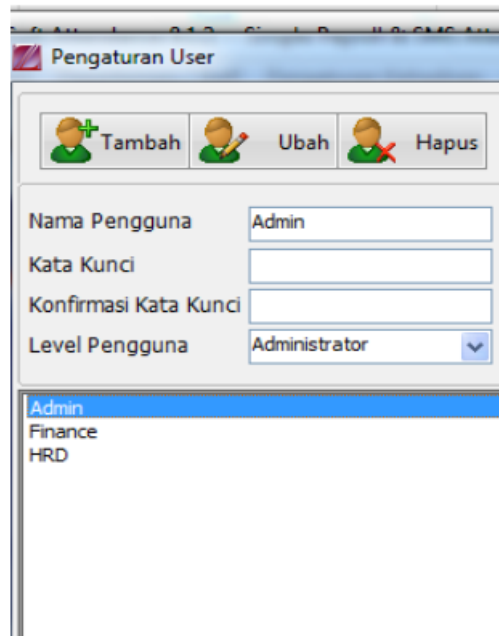 Pengaturan User
Tambah Ubah Hapus
Nama Pengguna Admin
Kata Kunci
Konfirmasi Kata Kunci
Level Pengguna Administrator
Admin
Finance
HRD